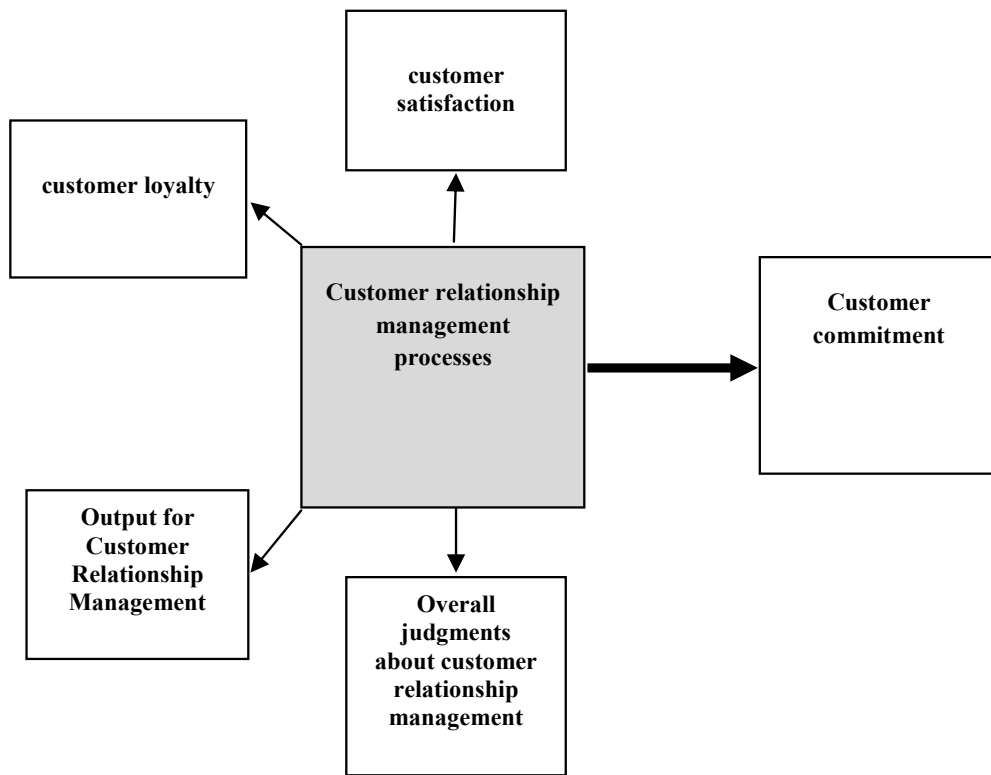 customer
satisfaction
customer loyalty
Customer relationship
management
processes
Customer
commitment
Output for
Customer
Relationship
Management
Overall
judgments
about customer
relationship
management